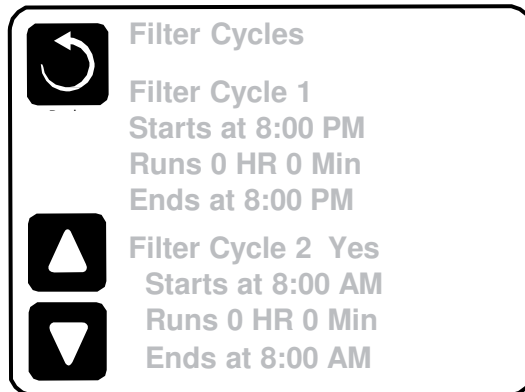 Filter Cycles
Filter Cycle 1
Starts at 8:00 PM
Runs 0 HR 0 Min
Ends at 8:00 PM
Filter Cycle 2 Yes
Starts at 8:00 AM
Runs 0 HR 0 Min
Ends at 8:00 AM